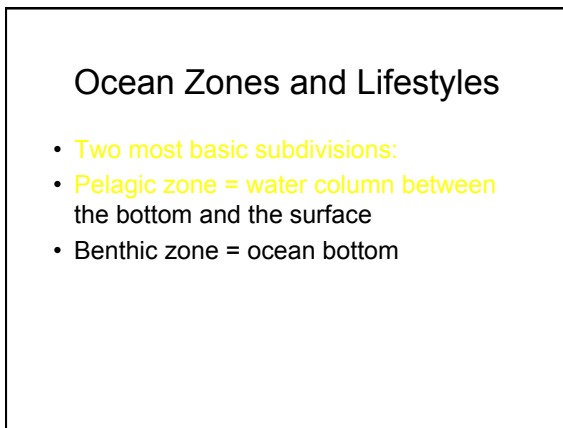 Ocean Zones and Lifestyles
• Two most basic subdivisions:
• Pelagic zone = water column between
the bottom and the surface
• Benthic zone = ocean bottom